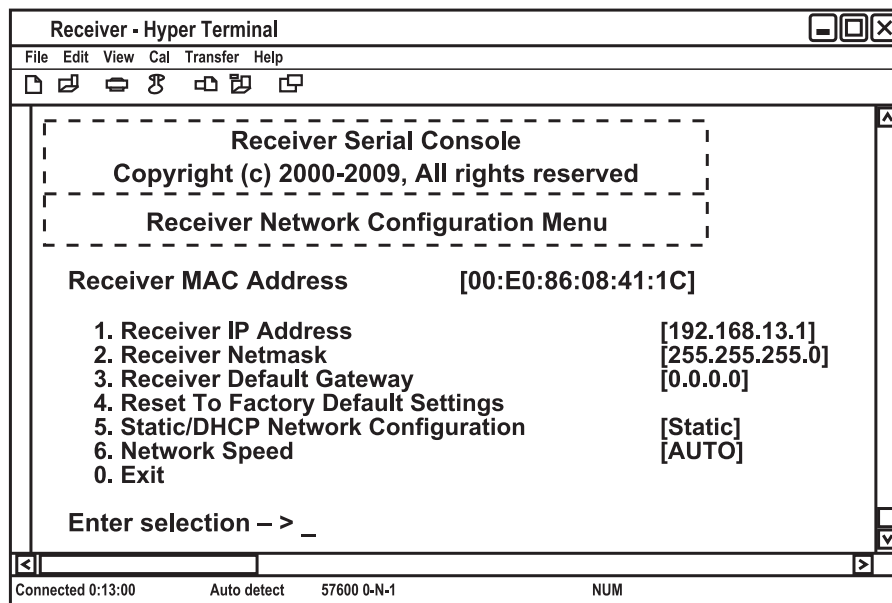 Receiver - Hyper Terminal
File Edit View Cal Transfer Help
Receiver Serial Console
Copyright (c) 2000-2009, All rights reserved
Receiver Network Configuration Menu
Receiver MAC Address [00:E0:86:08:41:1C]
1. Receiver IP Address [192.168.13.1]
2. Receiver Netmask [255.255.255.0]
3. Receiver Default Gateway [0.0.0.0]
4. Reset To Factory Default Settings
5. Static/DHCP Network Configuration [Static]
6. Network Speed [AUTO]
0. Exit
Enter selection – > _
Connected 0:13:00 Auto detect 57600 0-N-1 NUM